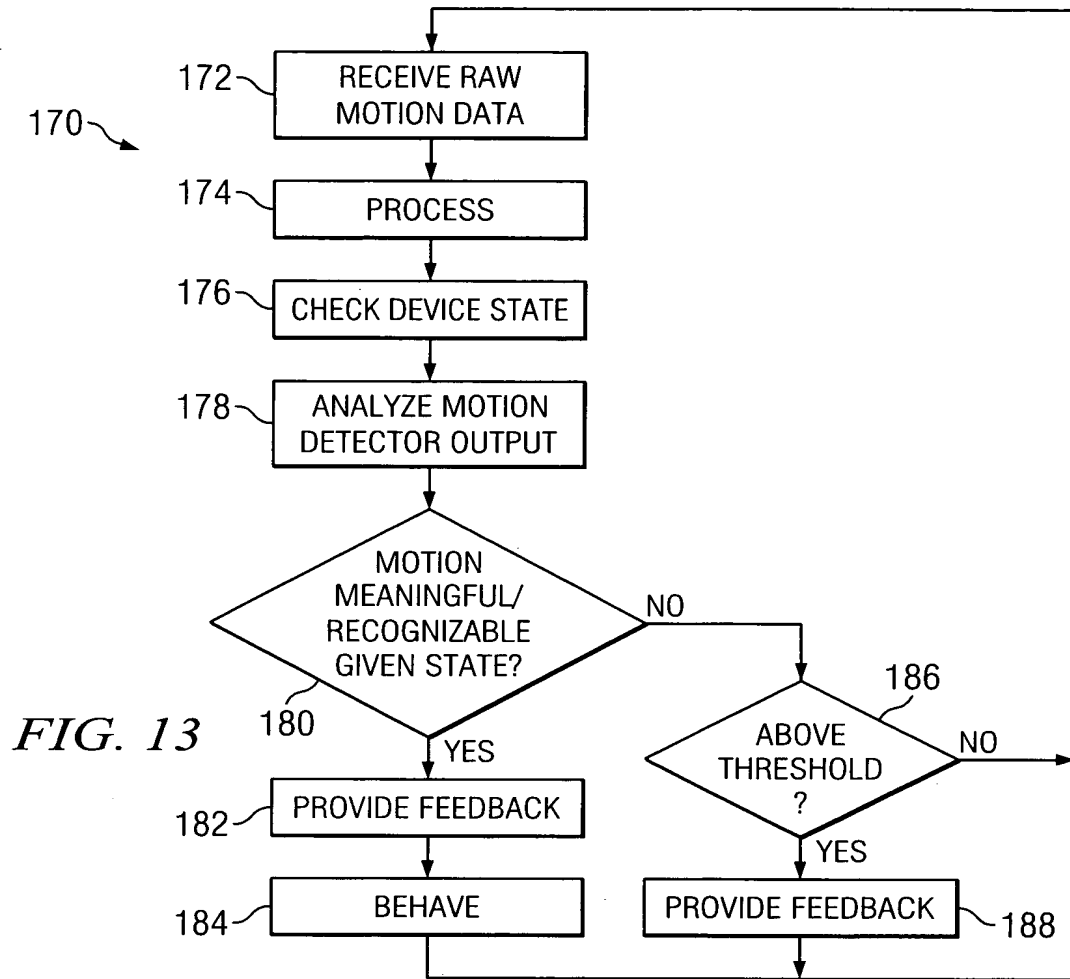 172
RECEIVE RAW
MOTION DATA
170
174
PROCESS
176
CHECK DEVICE STATE
178
ANALYZE MOTION
DETECTOR OUTPUT
MOTION
MEANINGFUL/
RECOGNIZABLE
GIVEN STATE?
NO
180
186
FIG. 13
YES
ABOVE
THRESHOLD
?
NO
182
PROVIDE FEEDBACK
YES
184
BEHAVE
PROVIDE FEEDBACK
188